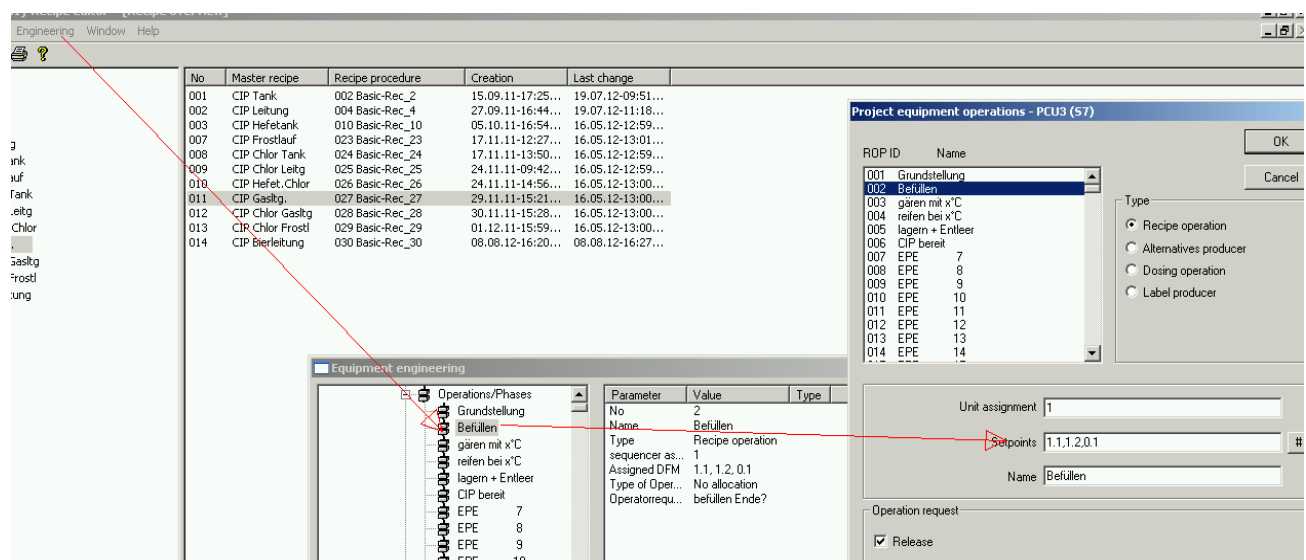 Engineering Window Help
No Master recipe Recipe procedure Creation Last change
001 CIP Tank 002 Basic-Rec_2 15.09.11-17:25... 19.07.12-09:51...
002 CIP Leitung 004 Basic-Rec_4 27.09.11-16:44... 19.07.12-11:18...
003 CIP Hefetank 010 Basic-Rec_10 05.10.11-16:54... 16.05.12-12:59...
007 CIP Frostlauf 023 Basic-Rec_23 17.11.11-12:27... 16.05.12-13:01...
008 CIP Chlor Tank 024 Basic-Rec_24 17.11.11-13:50... 16.05.12-12:59...
009 CIP Chlor Leitg 025 Basic-Rec_25 24.11.11-09:42... 16.05.12-12:59...
010 CIP Hefet.Chlor 026 Basic-Rec_26 24.11.11-14:56... 16.05.12-13:00...
011 CIP Gasltg. 027 Basic-Rec_27 29.11.11-15:21... 16.05.12-13:00...
012 CIP Chlor Gasltg 028 Basic-Rec_28 30.11.11-15:28... 16.05.12-13:00...
013 CIP Chlor Frostl 029 Basic-Rec_29 01.12.11-15:59... 16.05.12-13:00...
014 CIP Bierleitung 030 Basic-Rec_30 08.08.12-16:20... 08.08.12-16:27...
g
ank
auf
Tank
Leitg
Chlor
Gasltg
Frostl
tung
Equipment engineering
Operations/Phases
Grundstellung
Befüllen
gären mit x°C
reifen bei x°C
lagern + Entleer
CIP bereit
EPE 7
EPE 8
EPE 9
EPE 10
Parameter Value Type
No 2
Name Befüllen
Type Recipe operation
sequencer as... 1
Assigned DFM 1.1, 1.2, 0.1
Type of Oper... No allocation
Operatorrequ... befüllen Ende?
Project equipment operations - PCU3 (S7)
OK
Cancel
ROP ID Name
001 Grundstellung
002 Befüllen
003 gären mit x°C
004 reifen bei x°C
005 lagern + Entleer
006 CIP bereit
007 EPE 7
008 EPE 8
009 EPE 9
010 EPE 10
011 EPE 11
012 EPE 12
013 EPE 13
014 EPE 14
Type
Recipe operation
Alternatives producer
Dosing operation
Label producer
Unit assignment 1
Setpoints 1.1,1.2,0.1 #
Name Befüllen
Operation request
Release